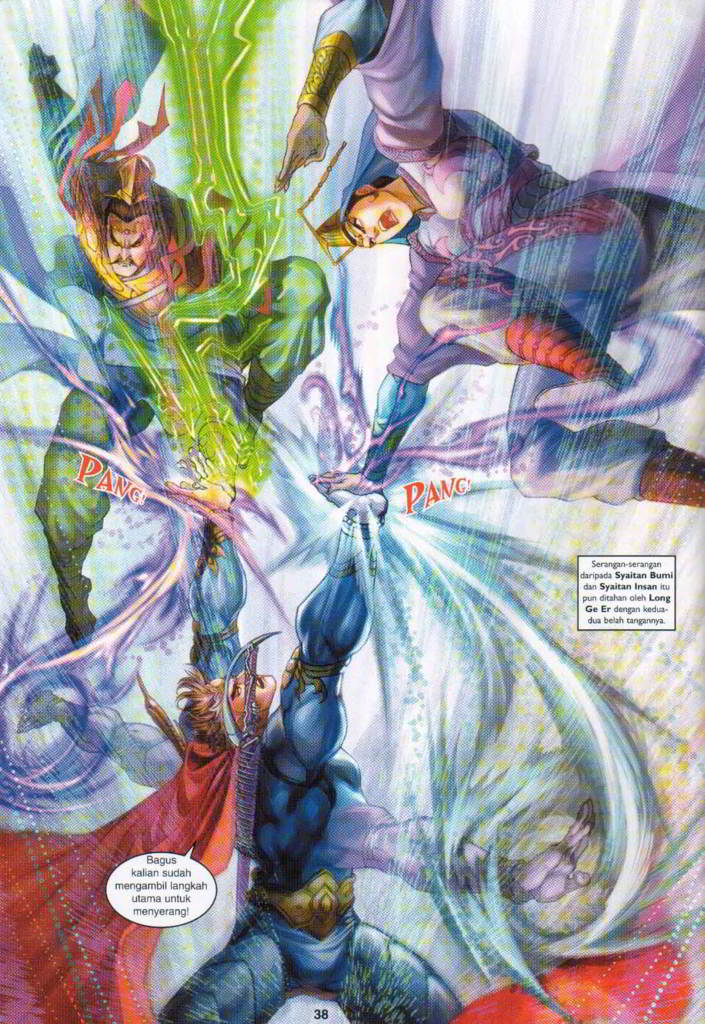 PANG!
PANG!
Serangan-serangan
daripada Syaitan Bumi
dan Syaitan Insan itu
pun ditahan oleh Long
Ge Er dengan kedua-
dua belah tangannya.
Bagus
kalian sudah
mengambil langkah
utama untuk
menyerang!
38